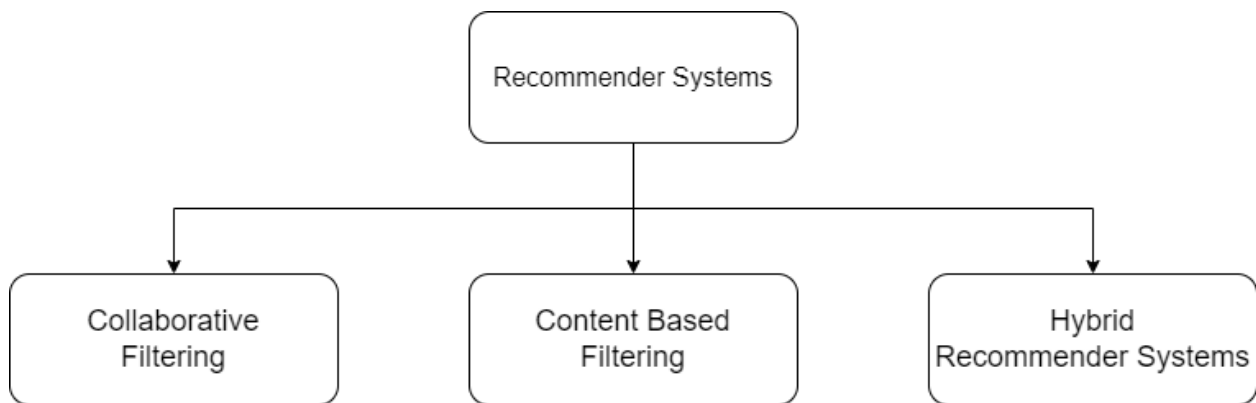 Recommender Systems
Collaborative
Filtering
Content Based
Filtering
Hybrid
Recommender Systems